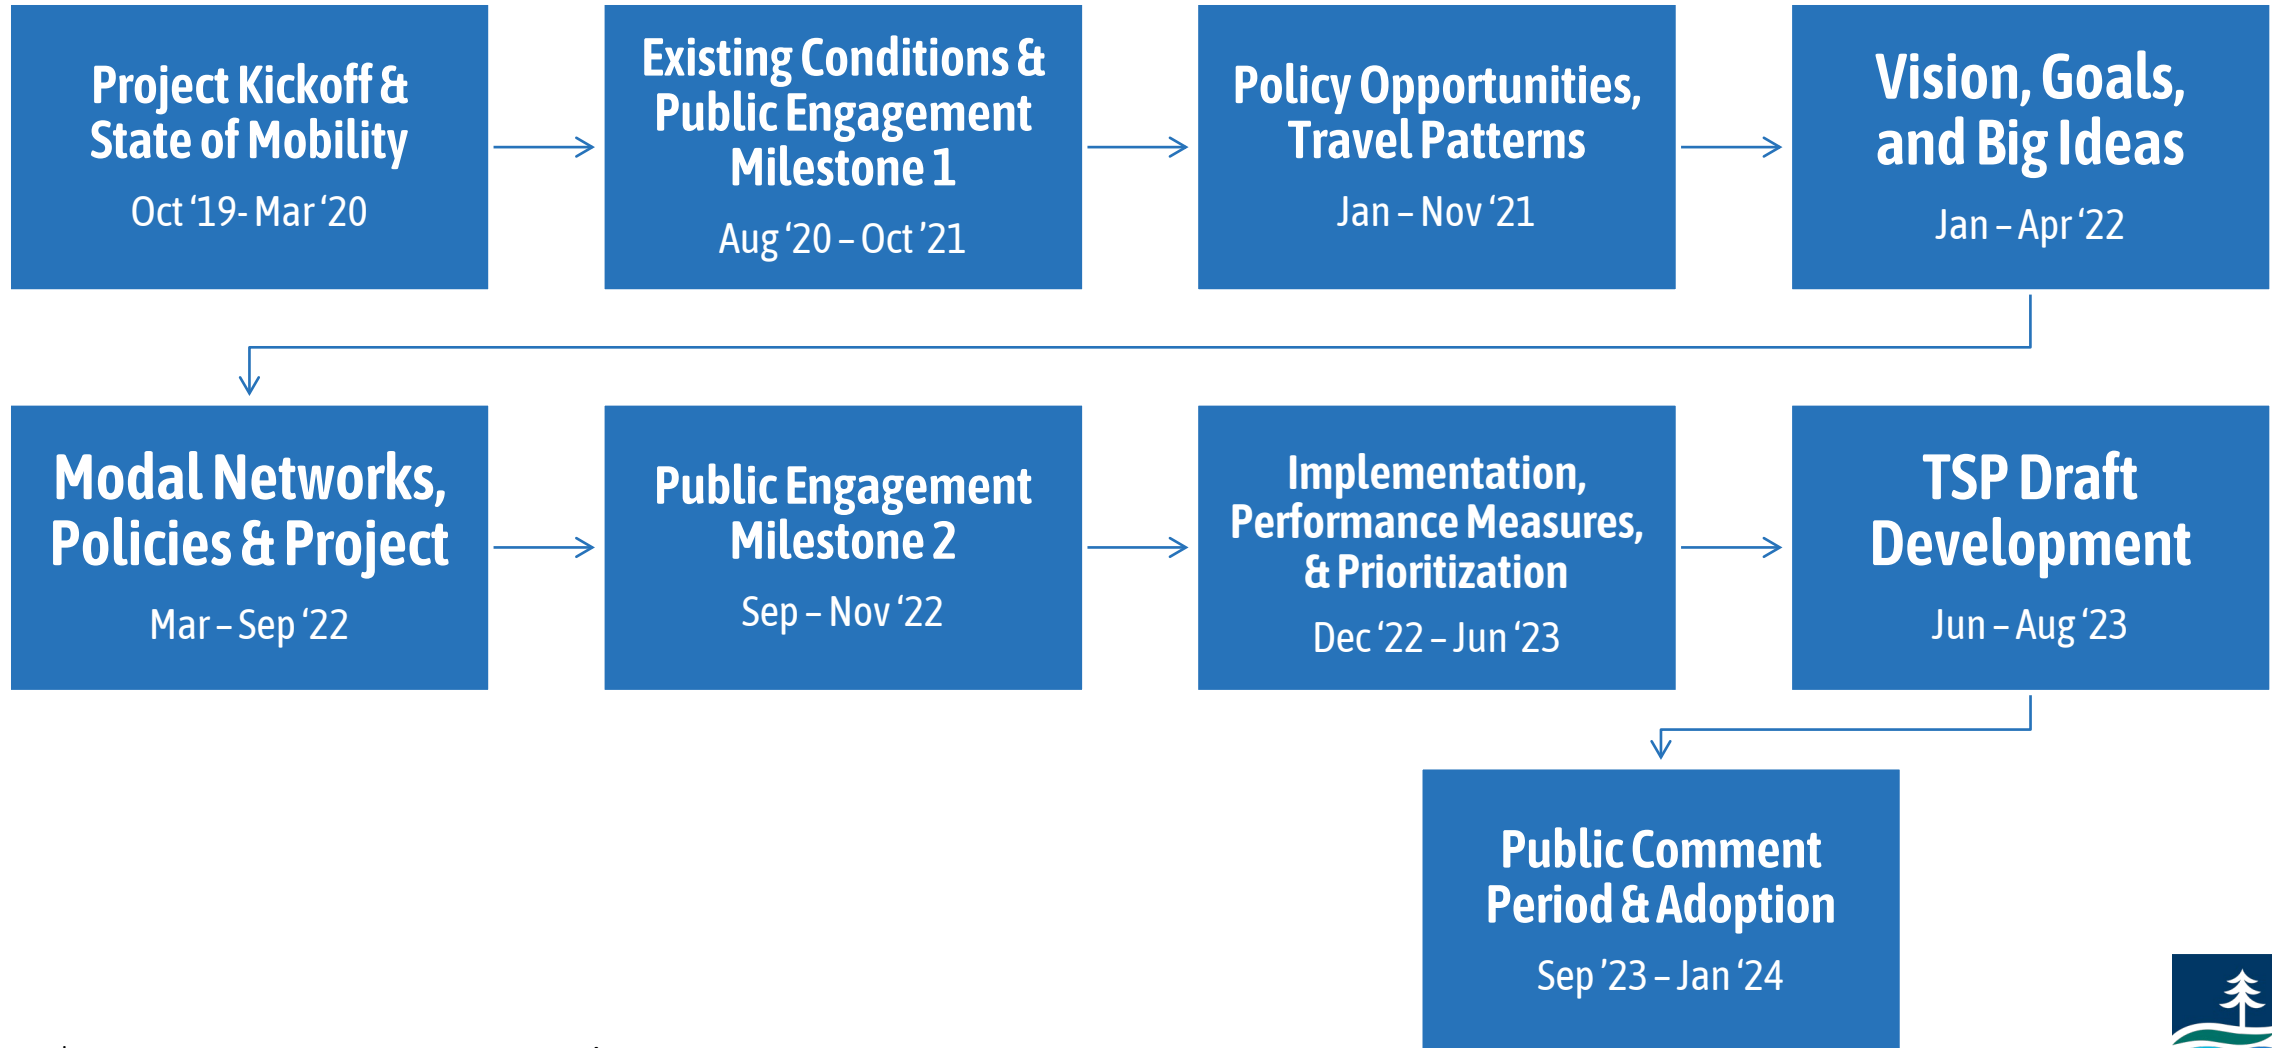 Project Kickoff &
State of Mobility
Oct ‘19- Mar ‘20
Existing Conditions &
Public Engagement
Milestone 1
Aug ‘20 – Oct ’21
Policy Opportunities,
Travel Patterns
Jan – Nov ‘21
Vision, Goals,
and Big Ideas
Jan – Apr ‘22
Modal Networks,
Policies & Project
Mar – Sep ‘22
Public Engagement
Milestone 2
Sep – Nov ‘22
Implementation,
Performance Measures,
& Prioritization
Dec ‘22 – Jun ‘23
TSP Draft
Development
Jun – Aug ‘23
Public Comment
Period & Adoption
Sep ’23 – Jan ‘24